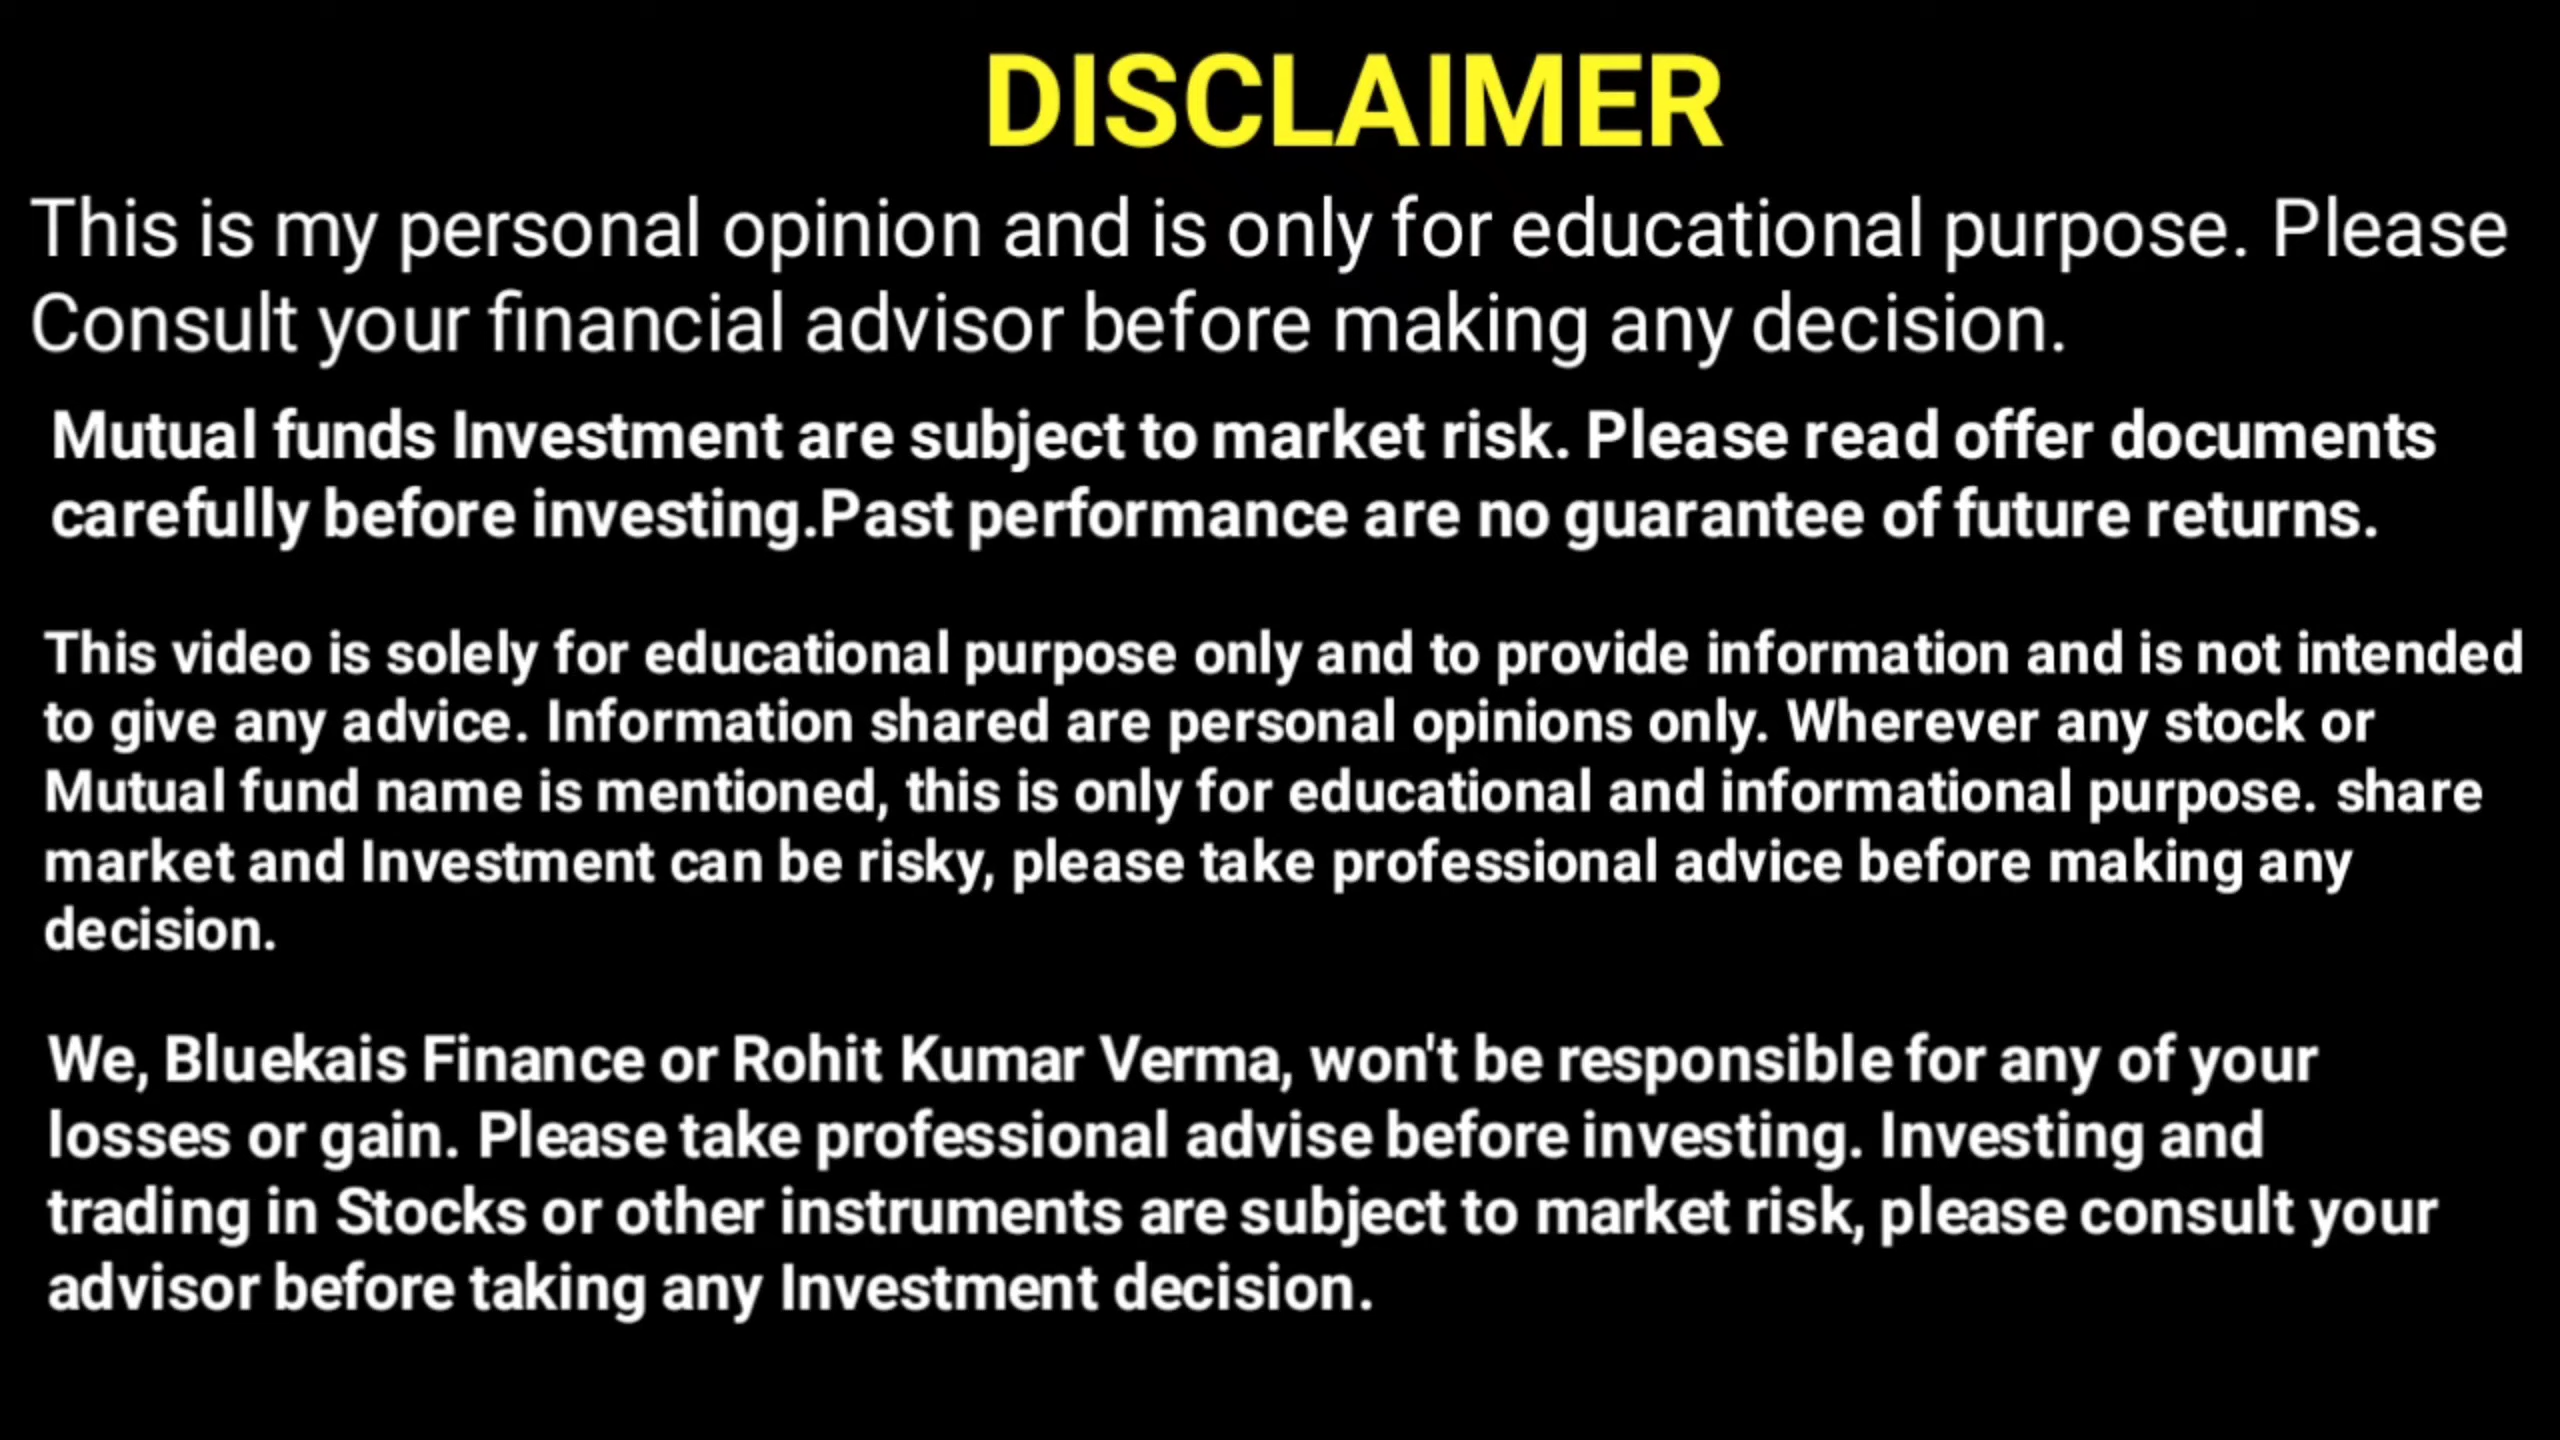 DISCLAIMER
This is my personal opinion and is only for educational purpose. Please
Consult your financial advisor before making any decision.
Mutual funds Investment are subject to market risk. Please read offer documents
carefully before investing.Past performance are no guarantee of future returns.
This video is solely for educational purpose only and to provide information and is not intended
to give any advice. Information shared are personal opinions only. Wherever any stock or
Mutual fund name is mentioned, this is only for educational and informational purpose. share
market and Investment can be risky, please take professional advice before making any
decision.
We, Bluekais Finance or Rohit Kumar Verma, won't be responsible for any of your
losses or gain. Please take professional advise before investing. Investing and
trading in Stocks or other instruments are subject to market risk, please consult your
advisor before taking any Investment decision.